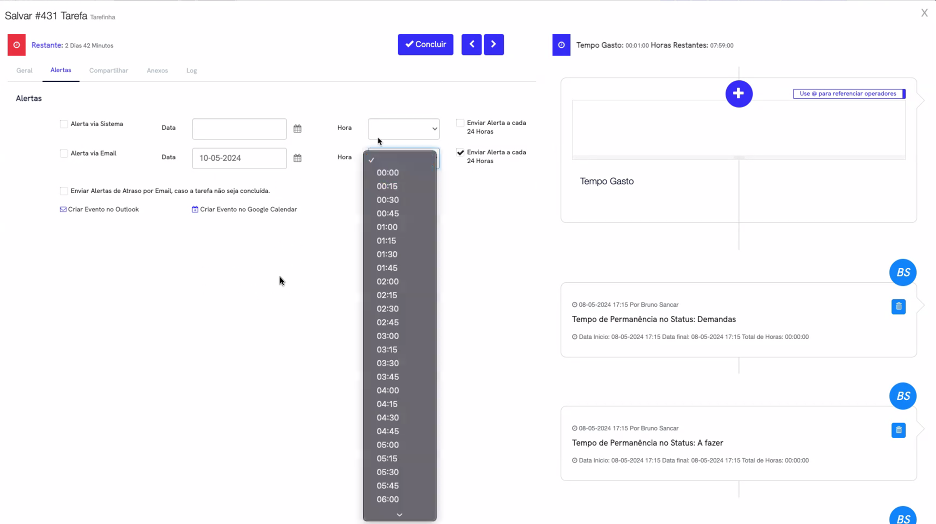 Salvar #431 Tarefa Tarefinha
X
Restante: 2 Dias 42 Minutos
Concluir
Geral
Alertas
Compartilhar
Anexos
Log
Alertas
Alerta via Sistema
Data
Hora
Enviar Alerta a cada
24 Horas
Alerta via Email
Data
10-05-2024
Hora
Enviar Alerta a cada
24 Horas
Enviar Alertas de Atraso por Email, caso a tarefa não seja concluída.
Criar Evento no Outlook
Criar Evento no Google Calendar
00:00
00:15
00:30
00:45
01:00
01:15
01:30
01:45
02:00
02:15
02:30
02:45
03:00
03:15
03:30
03:45
04:00
04:15
04:30
04:45
05:00
05:15
05:30
05:45
06:00
Tempo Gasto: 00:01:00 Horas Restantes: 07:59:00
Use @ para referenciar operadores
Tempo Gasto
BS
08-05-2024 17:15 Por Bruno Sancar
Tempo de Permanência no Status: Demandas
Data Inicio: 08-05-2024 17:15 Data final: 08-05-2024 17:15 Total de Horas: 00:00:00
BS
08-05-2024 17:15 Por Bruno Sancar
Tempo de Permanência no Status: A fazer
Data Inicio: 08-05-2024 17:15 Data final: 08-05-2024 17:15 Total de Horas: 00:00:00
BS